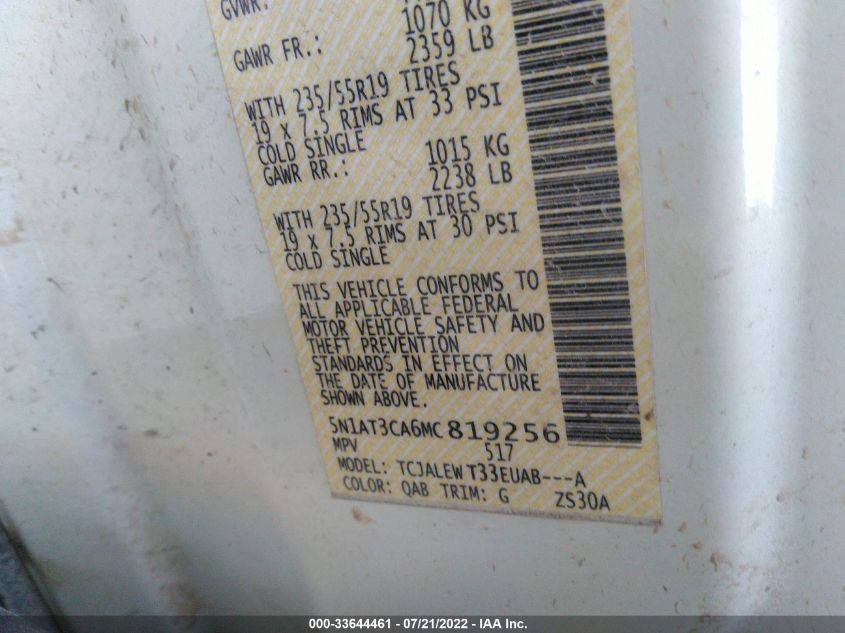 GVWR:
1070 KG
GAWR FR.: 2359 LB
WITH 235/55R19 TIRES
19 x 7.5 RIMS AT 33 PSI
COLD SINGLE 1015 KG
GAWR RR.: 2238 LB
WITH 235/55R19 TIRES
19 x 7.5 RIMS AT 30 PSI
COLD SINGLE
THIS VEHICLE CONFORMS TO
ALL APPLICABLE FEDERAL
MOTOR VEHICLE SAFETY AND
THEFT PREVENTION
STANDARDS IN EFFECT ON
THE DATE OF MANUFACTURE
SHOWN ABOVE.
5N1AT3CA6MC819256
MPV 517
MODEL: TCJALEWT33EUAB---A
COLOR: QAB TRIM: G ZS30A
000-33644461 - 07/21/2022 - IAA Inc.